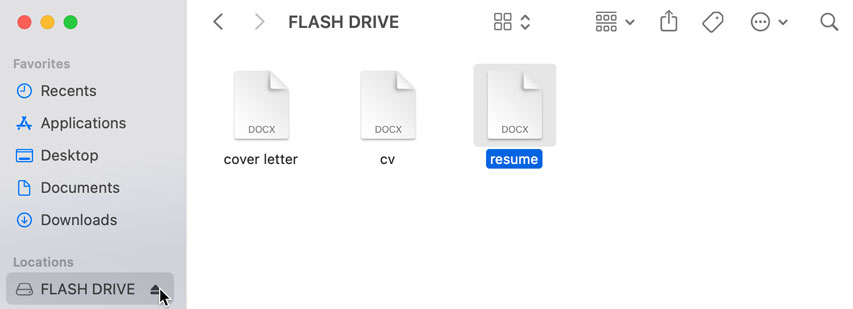 FLASH DRIVE
Favorites
Recents
Applications
Desktop
Documents
Downloads
Locations
FLASH DRIVE
DOCX
DOCX
DOCX
cover letter
cv
resume